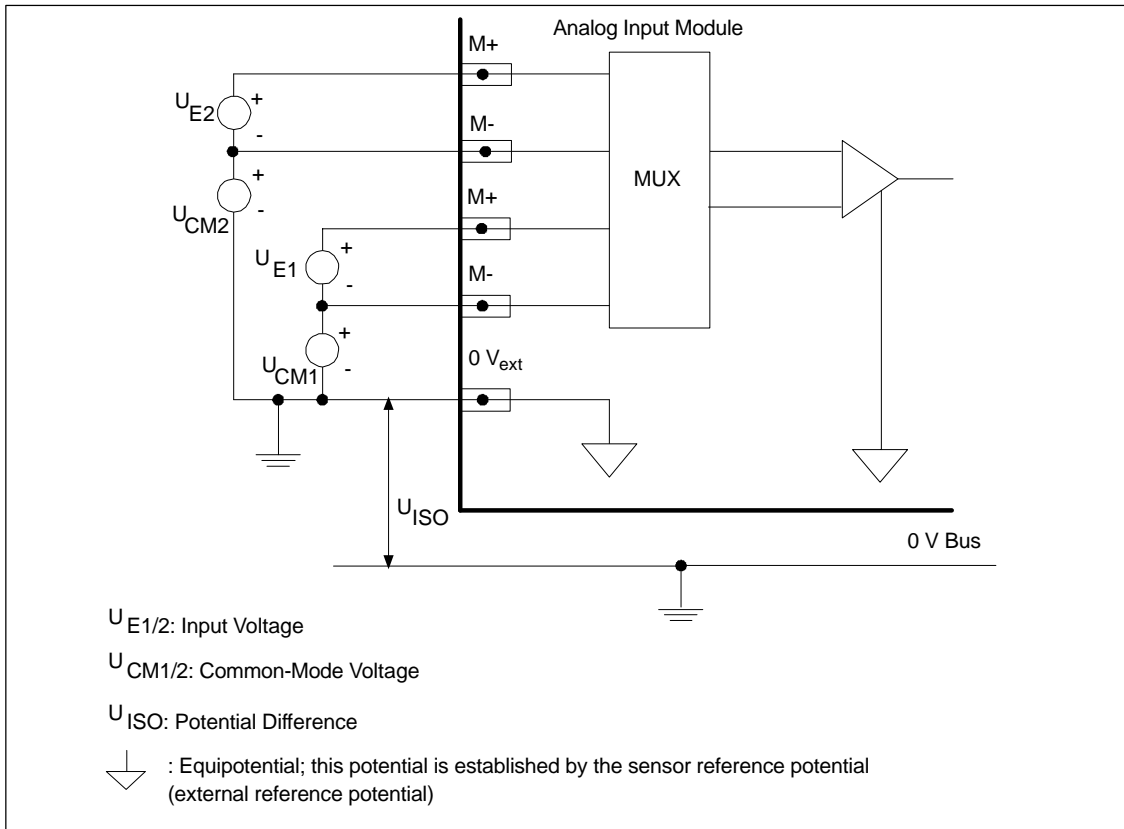 Analog Input Module
M+
U E2
+
-
M-
MUX
+
U CM2
-
M+
+
U E1
-
M-
+
U CM1
-
0 Vext
U ISO
0 V Bus
U E1/2: Input Voltage
U CM1/2: Common-Mode Voltage
U ISO: Potential Difference
: Equipotential; this potential is established by the sensor reference potential
(external reference potential)